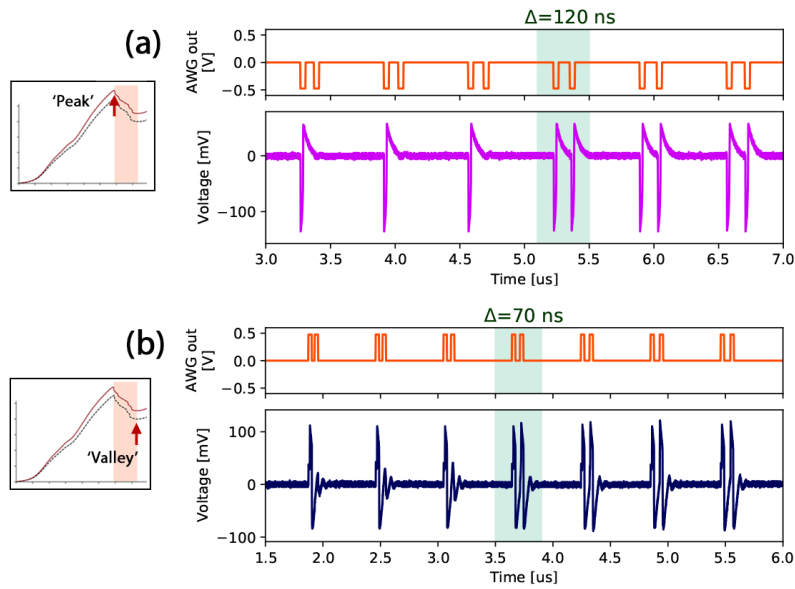 Δ=120 ns
(a)
AWG out
[V]
0.5
0.0
−0.5
'Peak'
Voltage [mV]
0
−100
3.0 3.5 4.0 4.5 5.0 5.5 6.0 6.5 7.0
Time [us]
Δ=70 ns
(b)
AWG out
[V]
0.5
0.0
−0.5
'Valley'
Voltage [mV]
100
0
−100
1.5 2.0 2.5 3.0 3.5 4.0 4.5 5.0 5.5 6.0
Time [us]